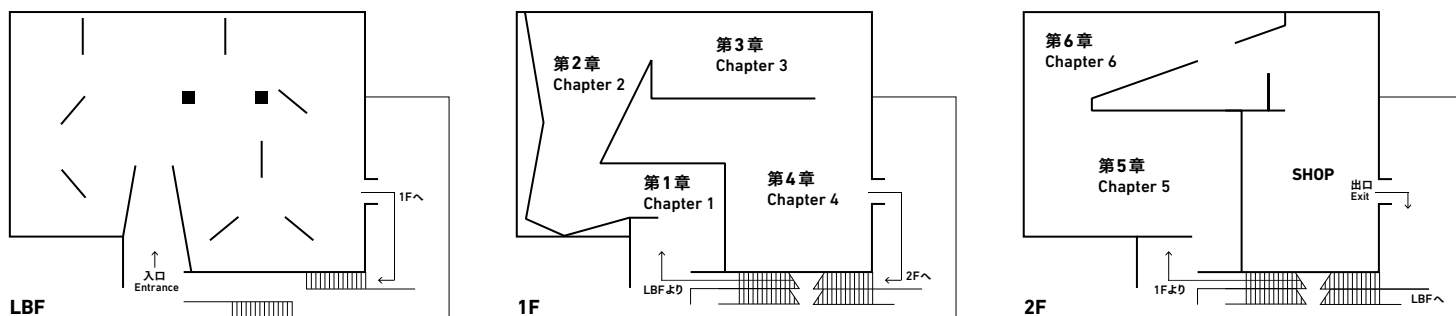 1Fへ
入口
Entrance
LBF
第2章
Chapter 2
第3章
Chapter 3
第1章
Chapter 1
第4章
Chapter 4
LBFより
2Fへ
1F
第6章
Chapter 6
第5章
Chapter 5
SHOP
出口
Exit
1Fより
LBFへ
2F